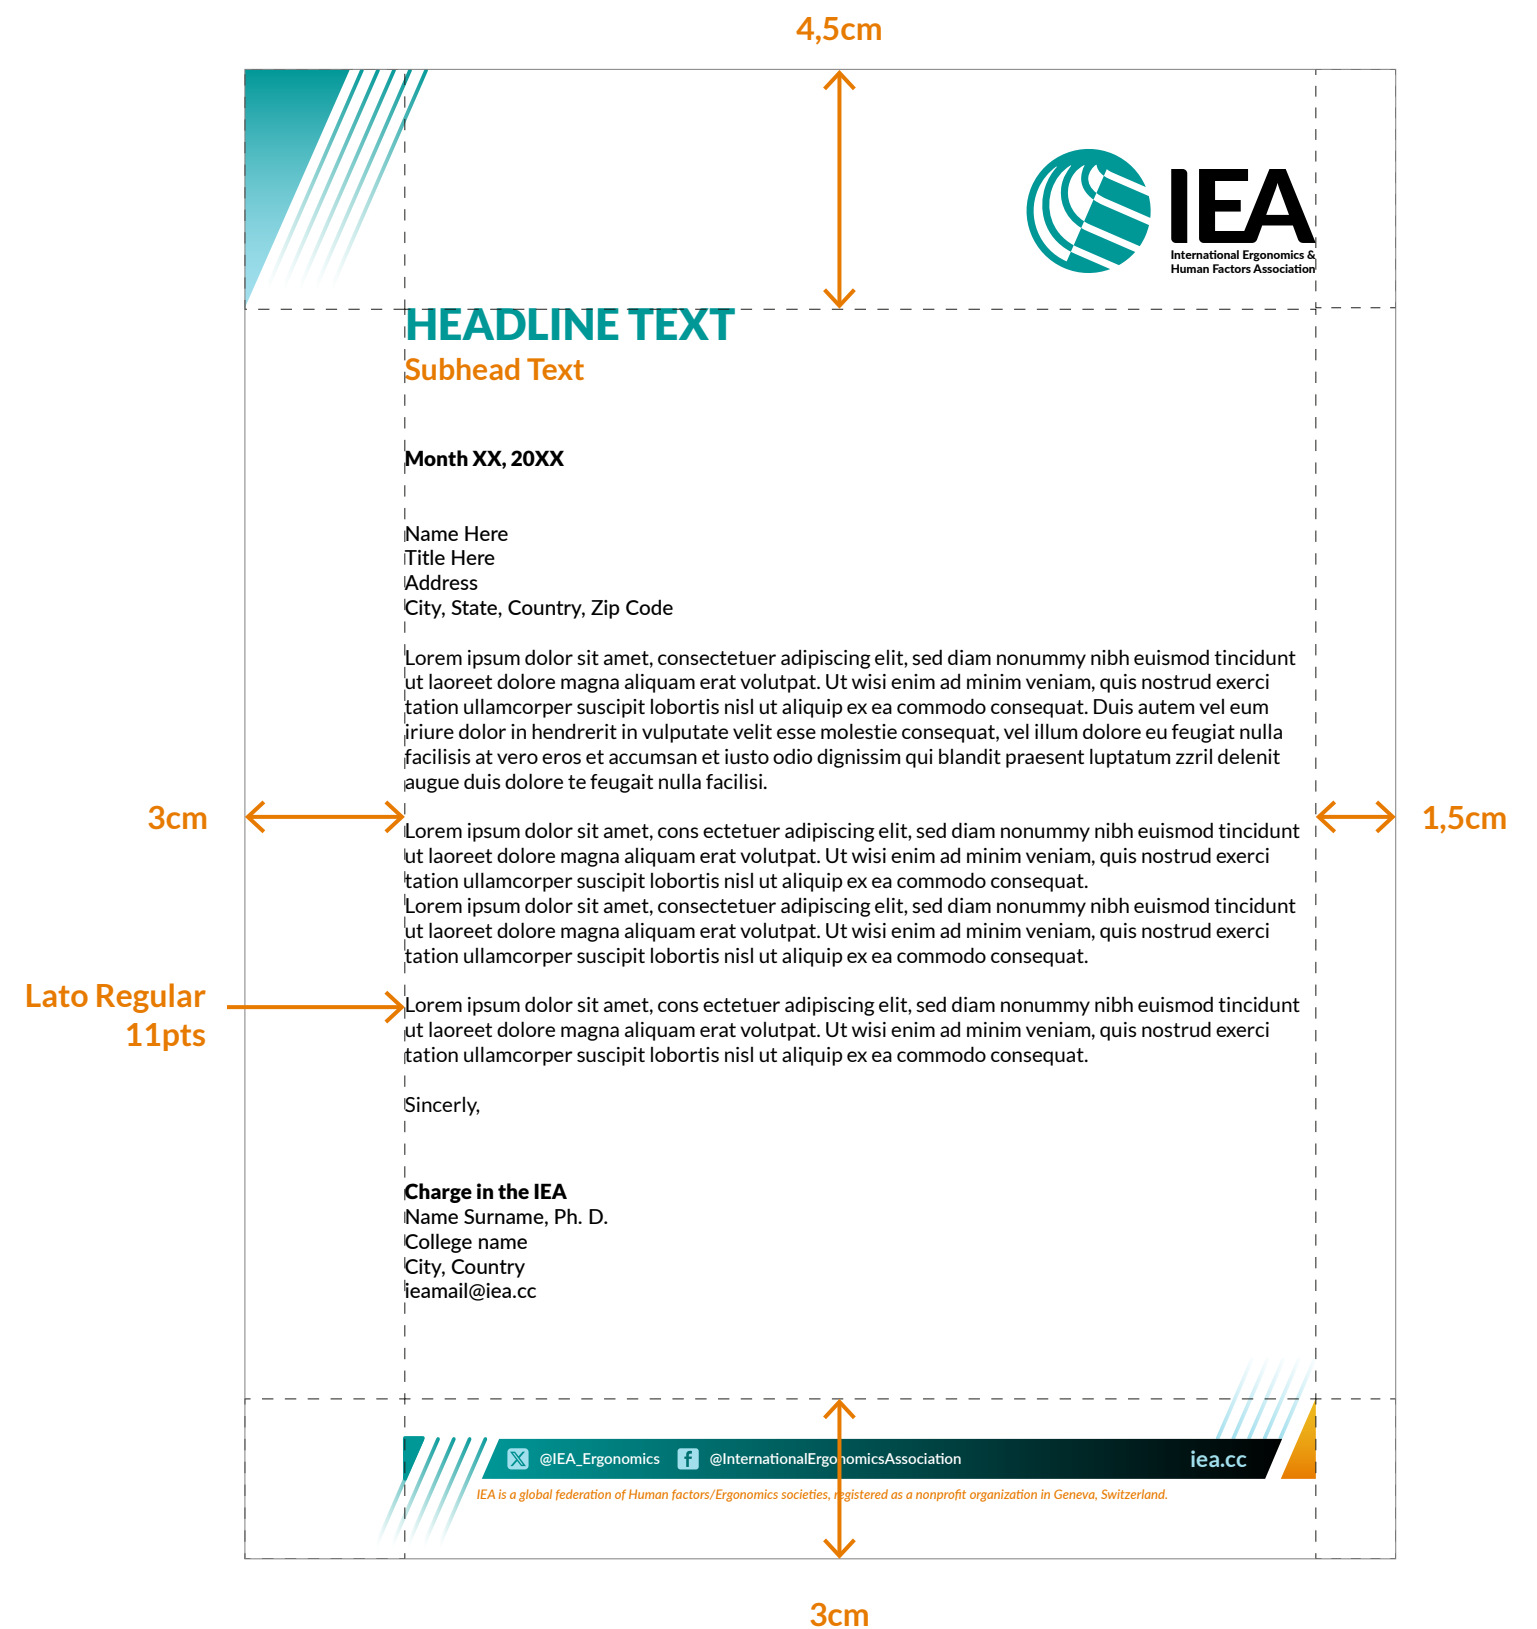 4,5cm
IEA
International Ergonomics &
Human Factors Association
HEADLINE TEXT
Subhead Text
Month XX, 20XX
Name Here
Title Here
Address
City, State, Country, Zip Code
Lorem ipsum dolor sit amet, consectetuer adipiscing elit, sed diam nonummy nibh euismod tincidunt
ut laoreet dolore magna aliquam erat volutpat. Ut wisi enim ad minim veniam, quis nostrud exerci
tation ullamcorper suscipit lobortis nisl ut aliquip ex ea commodo consequat. Duis autem vel eum
iriure dolor in hendrerit in vulputate velit esse molestie consequat, vel illum dolore eu feugiat nulla
facilisis at vero eros et accumsan et iusto odio dignissim qui blandit praesent luptatum zzril delenit
augue duis dolore te feugait nulla facilisi.
3cm
1,5cm
Lorem ipsum dolor sit amet, cons ectetuer adipiscing elit, sed diam nonummy nibh euismod tincidunt
ut laoreet dolore magna aliquam erat volutpat. Ut wisi enim ad minim veniam, quis nostrud exerci
tation ullamcorper suscipit lobortis nisl ut aliquip ex ea commodo consequat.
Lorem ipsum dolor sit amet, consectetuer adipiscing elit, sed diam nonummy nibh euismod tincidunt
ut laoreet dolore magna aliquam erat volutpat. Ut wisi enim ad minim veniam, quis nostrud exerci
tation ullamcorper suscipit lobortis nisl ut aliquip ex ea commodo consequat.
Lato Regular
11pts
Lorem ipsum dolor sit amet, cons ectetuer adipiscing elit, sed diam nonummy nibh euismod tincidunt
ut laoreet dolore magna aliquam erat volutpat. Ut wisi enim ad minim veniam, quis nostrud exerci
tation ullamcorper suscipit lobortis nisl ut aliquip ex ea commodo consequat.
Sincerly,
Charge in the IEA
Name Surname, Ph. D.
College name
City, Country
ieamail@iea.cc
@IEA_Ergonomics @InternationalErgonomicsAssociation iea.cc
IEA is a global federation of Human factors/Ergonomics societies, registered as a nonprofit organization in Geneva, Switzerland.
3cm